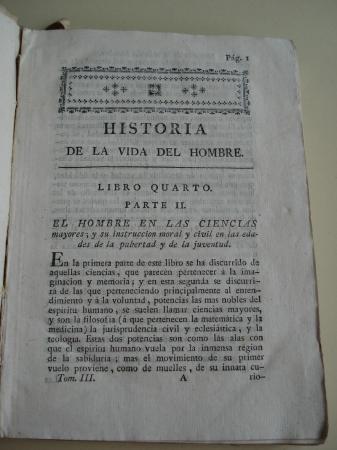 Pág. 1
HISTORIA
DE LA VIDA DEL HOMBRE.
LIBRO QUARTO.
PARTE II.
EL HOMBRE EN LAS CIENCIAS
mayores; y su instruccion moral y civil en las eda-
des de la pubertad y de la juventud.
En la primera parte de este libro se ha discurrido de
aquellas ciencias, que parecen pertenecer á la ima-
ginacion y memoria; y en esta segunda se discurri-
rá de las que perteneciendo principalmente al enten-
dimiento y á la voluntad, potencias las mas nobles del
espíritu humano, se suelen llamar ciencias mayores,
y son la filosofia (á que pertenecen la matemática y la
medicina) la jurisprudencia civil y eclesiástica, y la
teología. Estas dos potencias son como las alas con
que el espíritu humano vuela por la inmensa region
de la sabiduría; mas el movimiento de su primer
vuelo proviene, como de muelles, de su innata cu-
Tom. III. A rio-